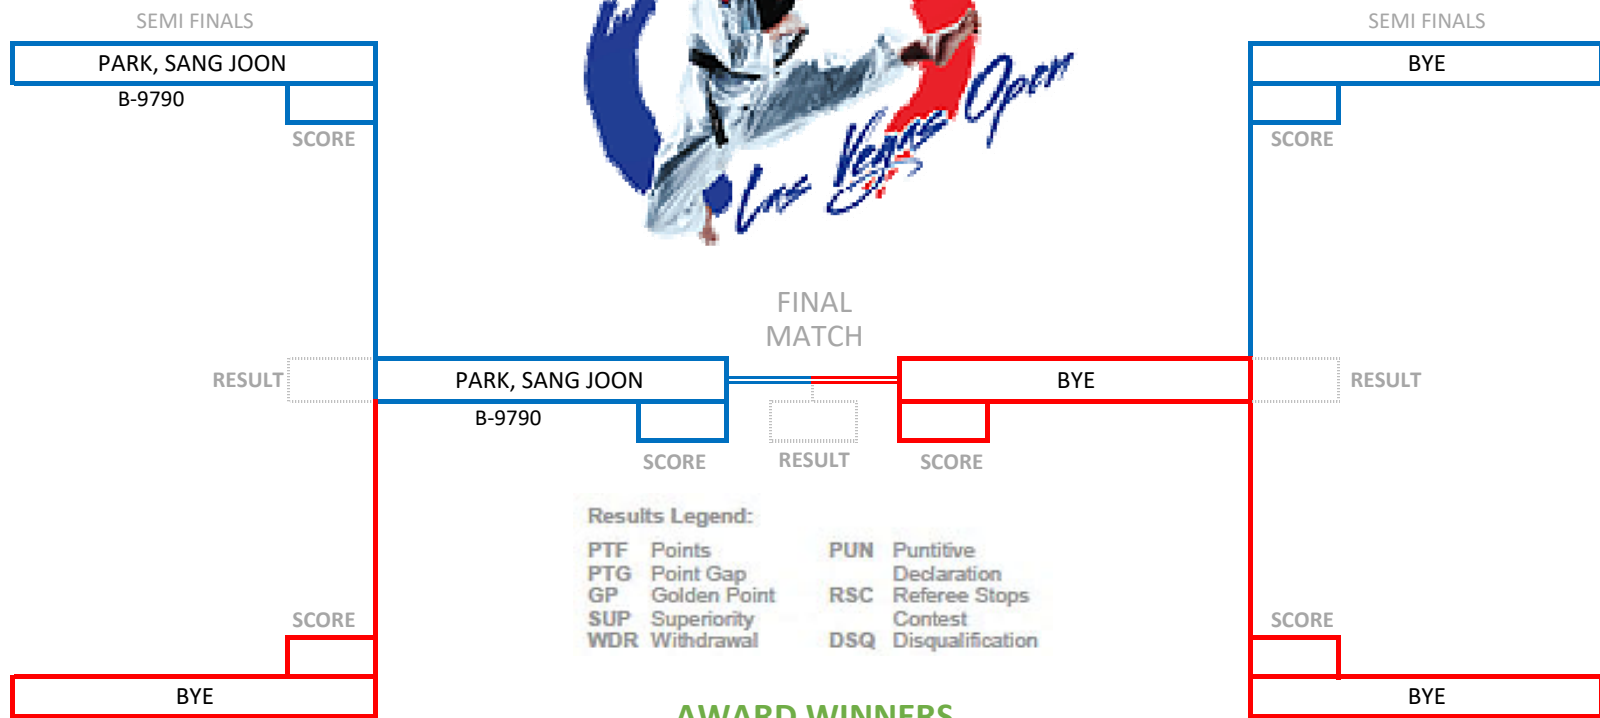 SEMI FINALS
SEMI FINALS
PARK, SANG JOON
BYE
B-9790
SCORE
SCORE
Las Vegas Open
FINAL
MATCH
RESULT
PARK, SANG JOON
BYE
RESULT
B-9790
SCORE
RESULT
SCORE
Results Legend:
PTF Points
PTG Point Gap
GP Golden Point
SUP Superiority
WDR Withdrawal
PUN Puntitive
Declaration
RSC Referee Stops
Contest
DSQ Disqualification
SCORE
SCORE
BYE
BYE
AWARD WINNERS